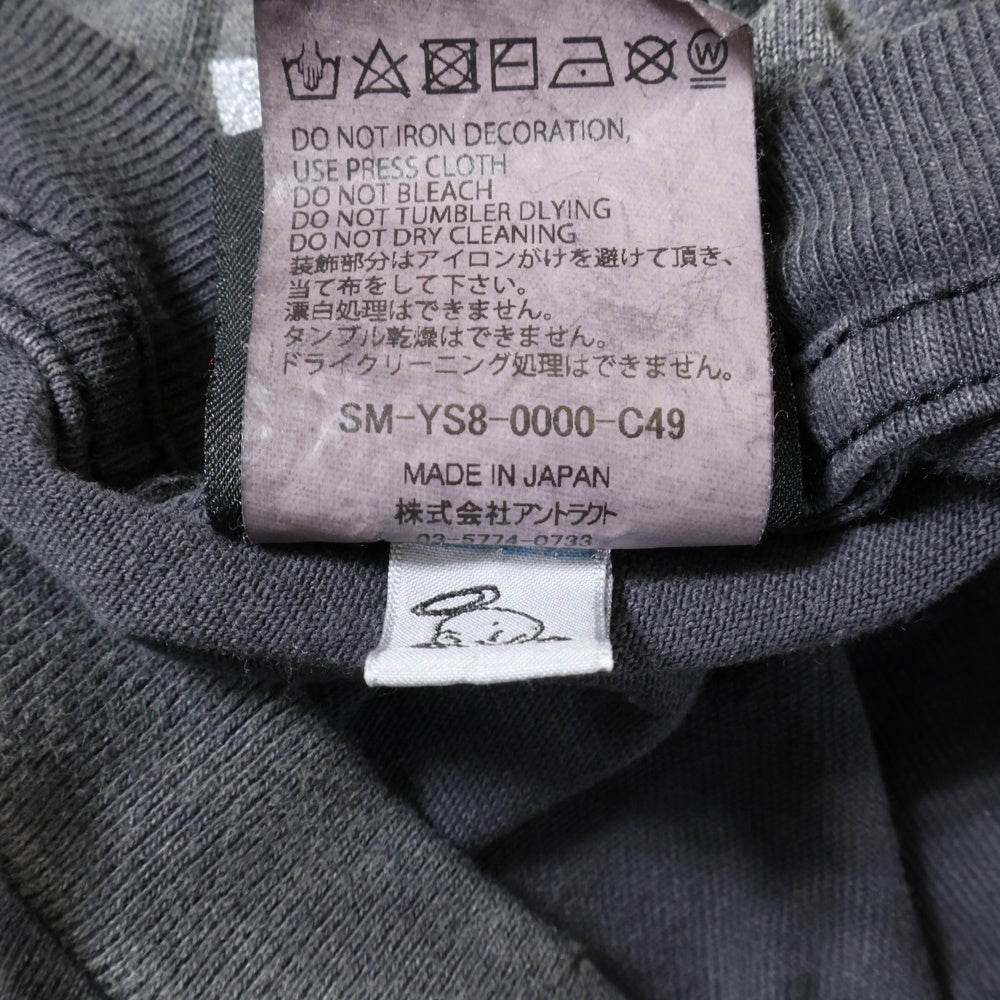 W
DO NOT IRON DECORATION,
USE PRESS CLOTH
DO NOT BLEACH
DO NOT TUMBLER DLYING
DO NOT DRY CLEANING
装飾部分はアイロンがけを避けて頂き、
当て布をして下さい。
漂白処理はできません。
タンブル乾燥はできません。
ドライクリーニング処理はできません。
SM-YS8-0000-C49
MADE IN JAPAN
株式会社アントラクト
03-5774-0733